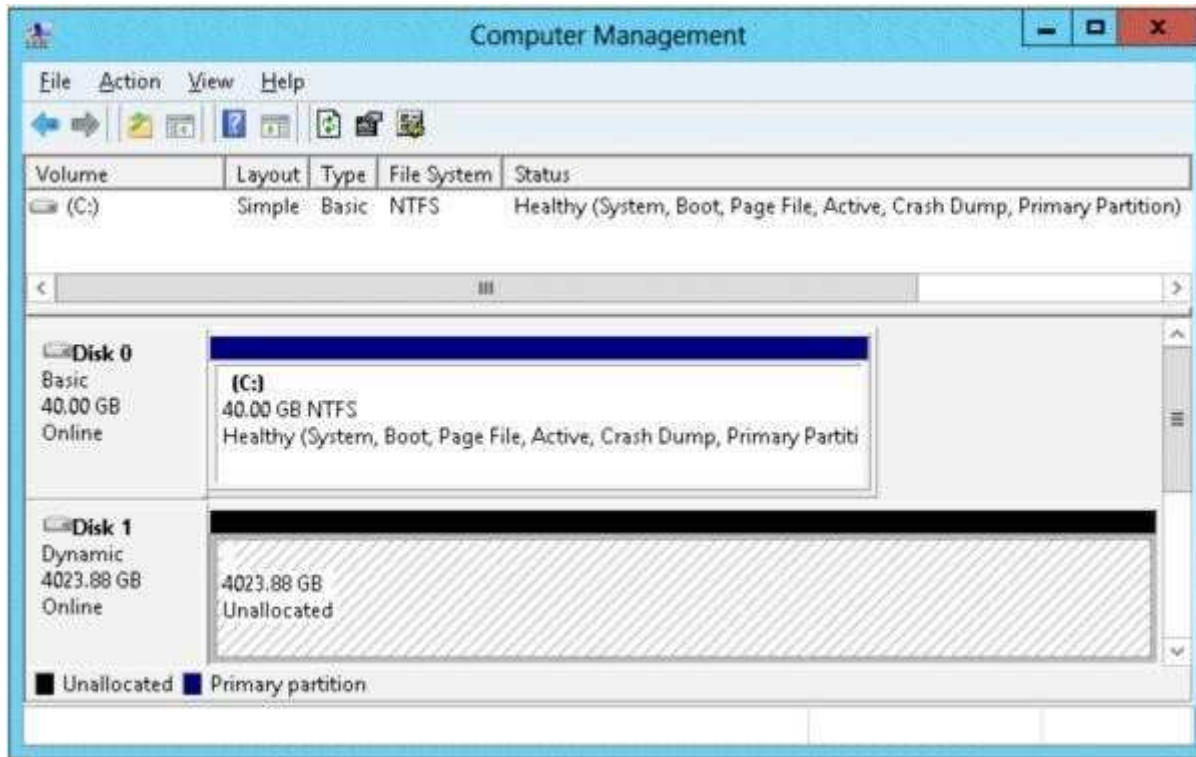 Computer Management
File Action View Help
Volume Layout Type File System Status
(C:) Simple Basic NTFS Healthy (System, Boot, Page File, Active, Crash Dump, Primary Partition)
Disk 0
Basic
40.00 GB
Online
(C:)
40.00 GB NTFS
Healthy (System, Boot, Page File, Active, Crash Dump, Primary Partiti
Disk 1
Dynamic
4023.88 GB
Online
4023.88 GB
Unallocated
Unallocated Primary partition